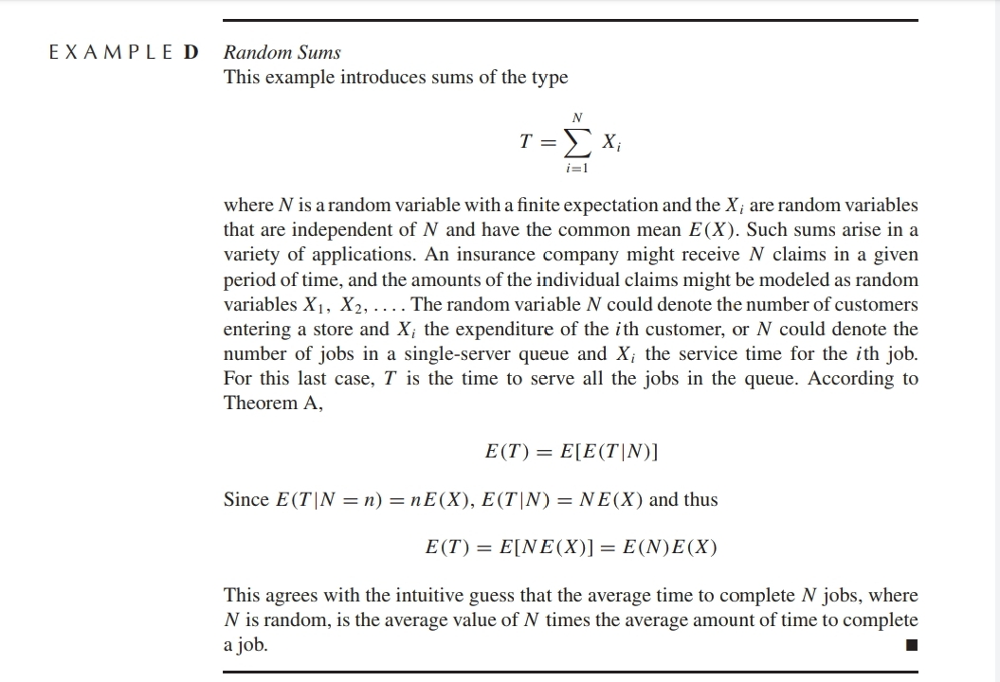 EXAMPLE D Random Sums
This example introduces sums of the type
N
T = ∑ X_i
i=1
where N is a random variable with a finite expectation and the X_i are random variables
that are independent of N and have the common mean E(X). Such sums arise in a
variety of applications. An insurance company might receive N claims in a given
period of time, and the amounts of the individual claims might be modeled as random
variables X_1, X_2, .... The random variable N could denote the number of customers
entering a store and X_i the expenditure of the ith customer, or N could denote the
number of jobs in a single-server queue and X_i the service time for the ith job.
For this last case, T is the time to serve all the jobs in the queue. According to
Theorem A,
E(T) = E[E(T|N)]
Since E(T|N = n) = nE(X), E(T|N) = NE(X) and thus
E(T) = E[NE(X)] = E(N)E(X)
This agrees with the intuitive guess that the average time to complete N jobs, where
N is random, is the average value of N times the average amount of time to complete
a job. ■